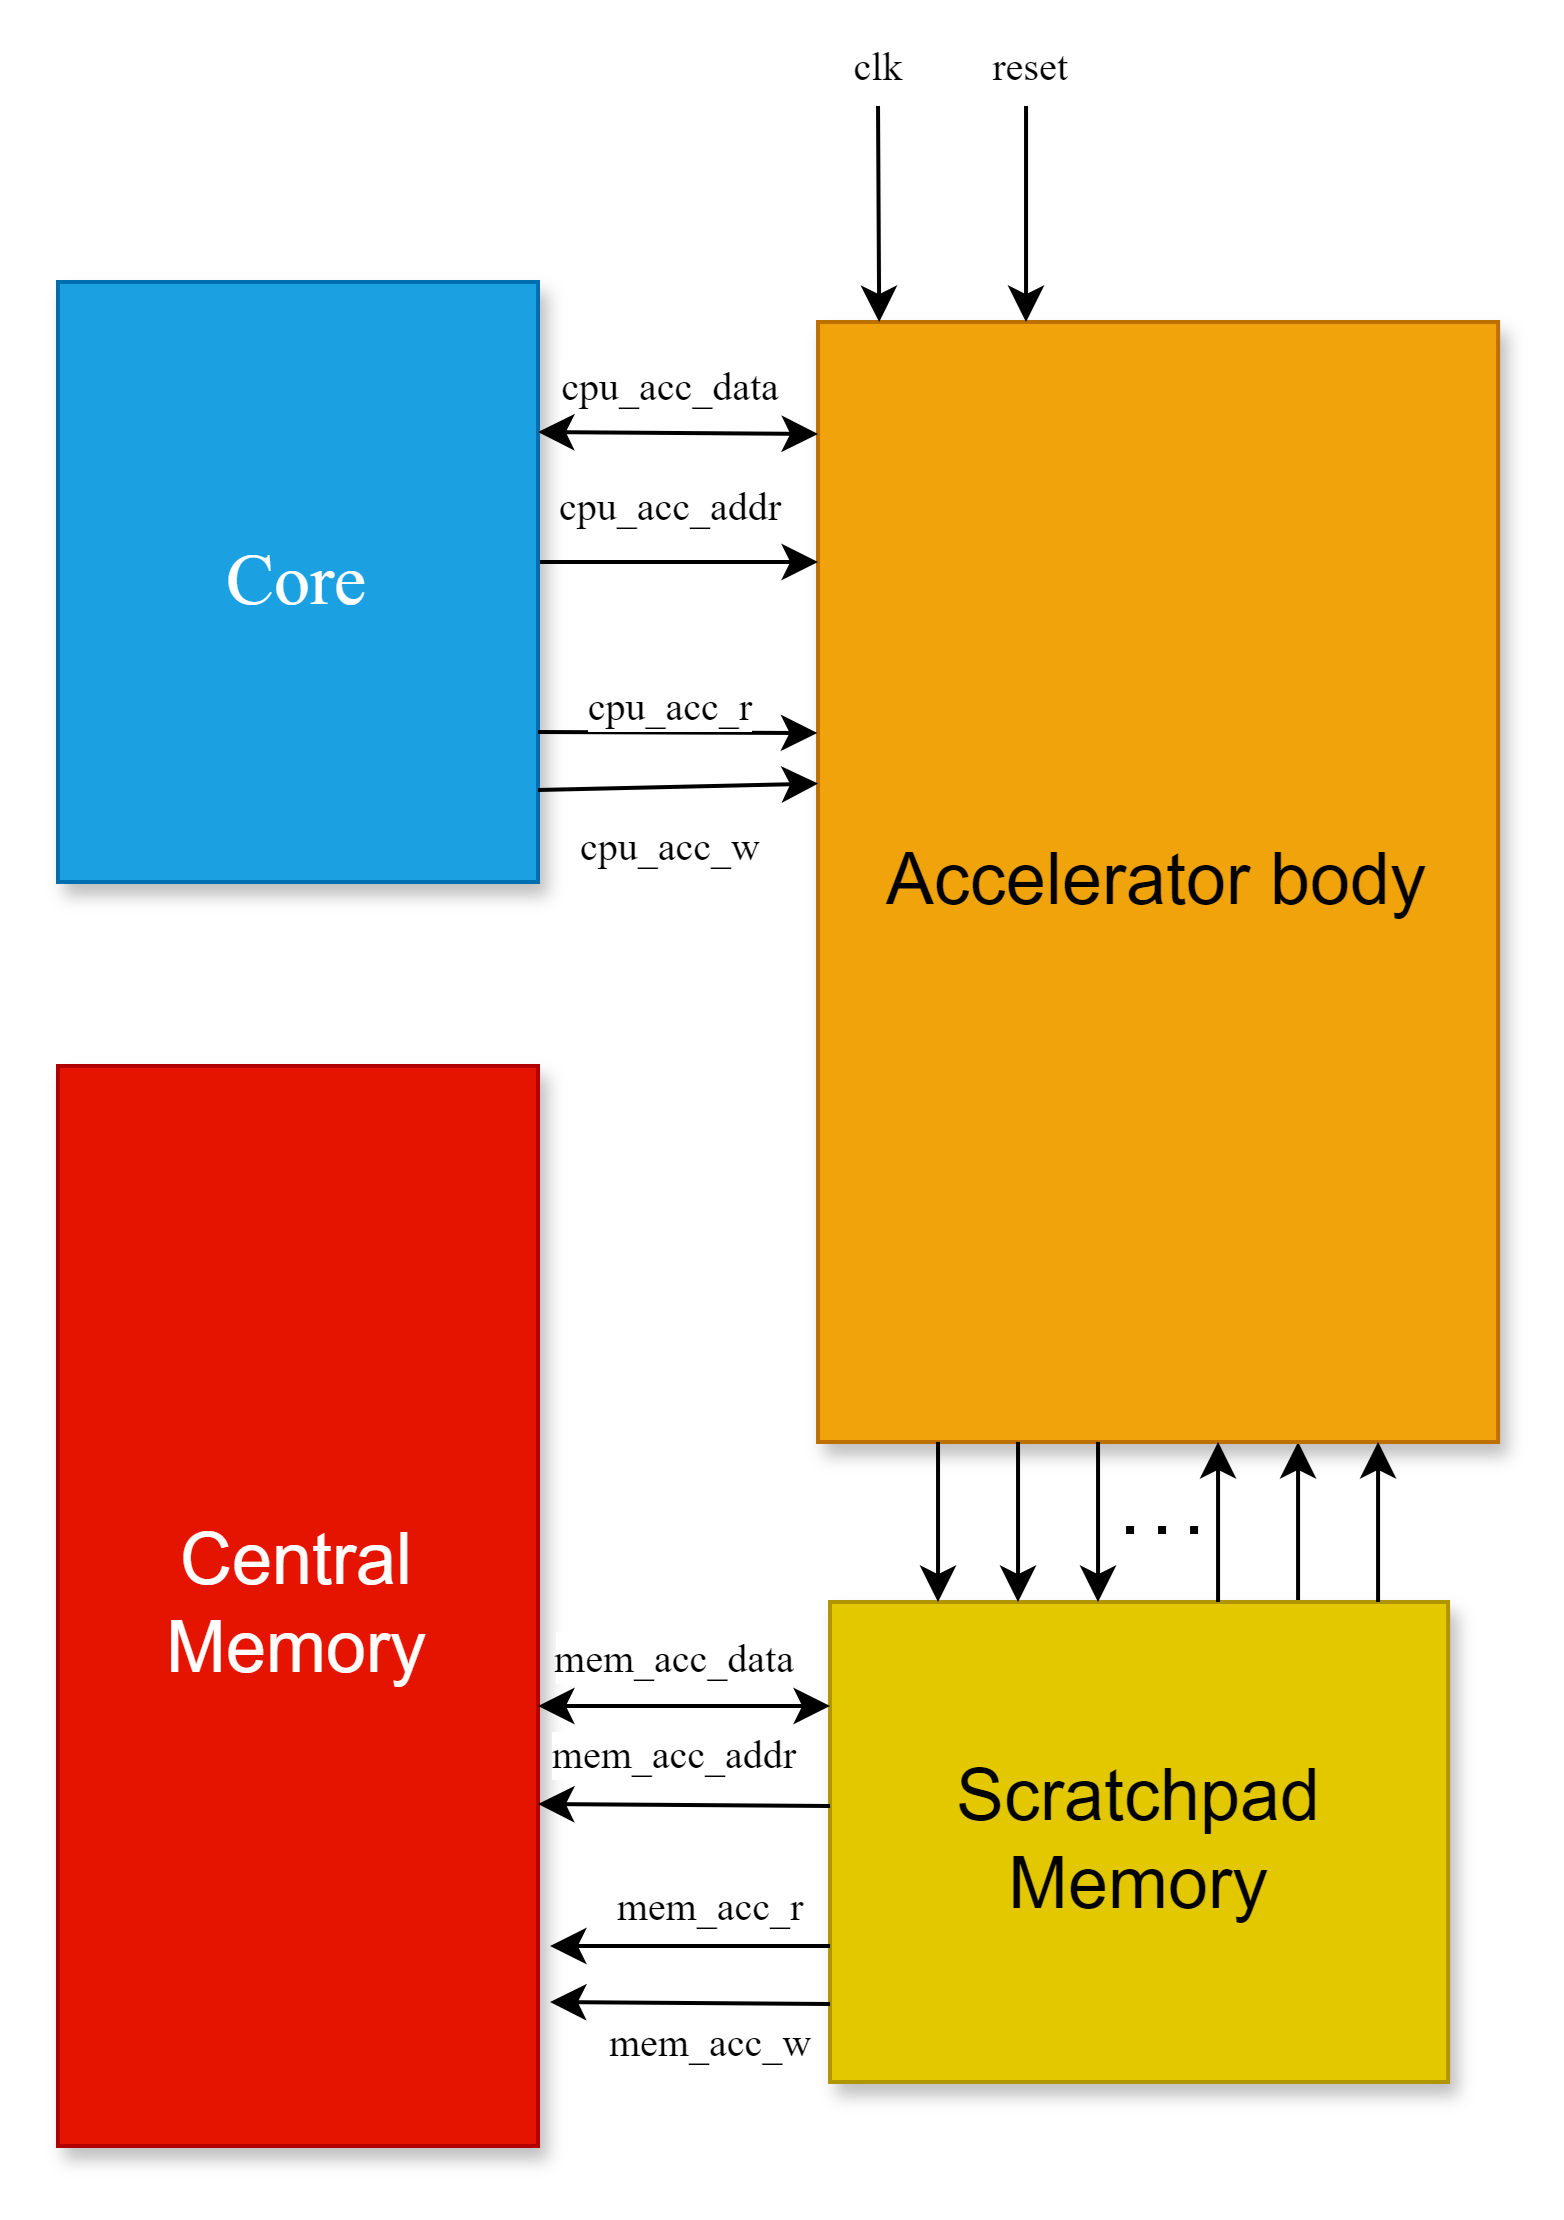 clk
reset
cpu_acc_data
cpu_acc_addr
Core
cpu_acc_r
cpu_acc_w
Accelerator body
Central
Memory
mem_acc_data
mem_acc_addr
Scratchpad
Memory
mem_acc_r
mem_acc_w